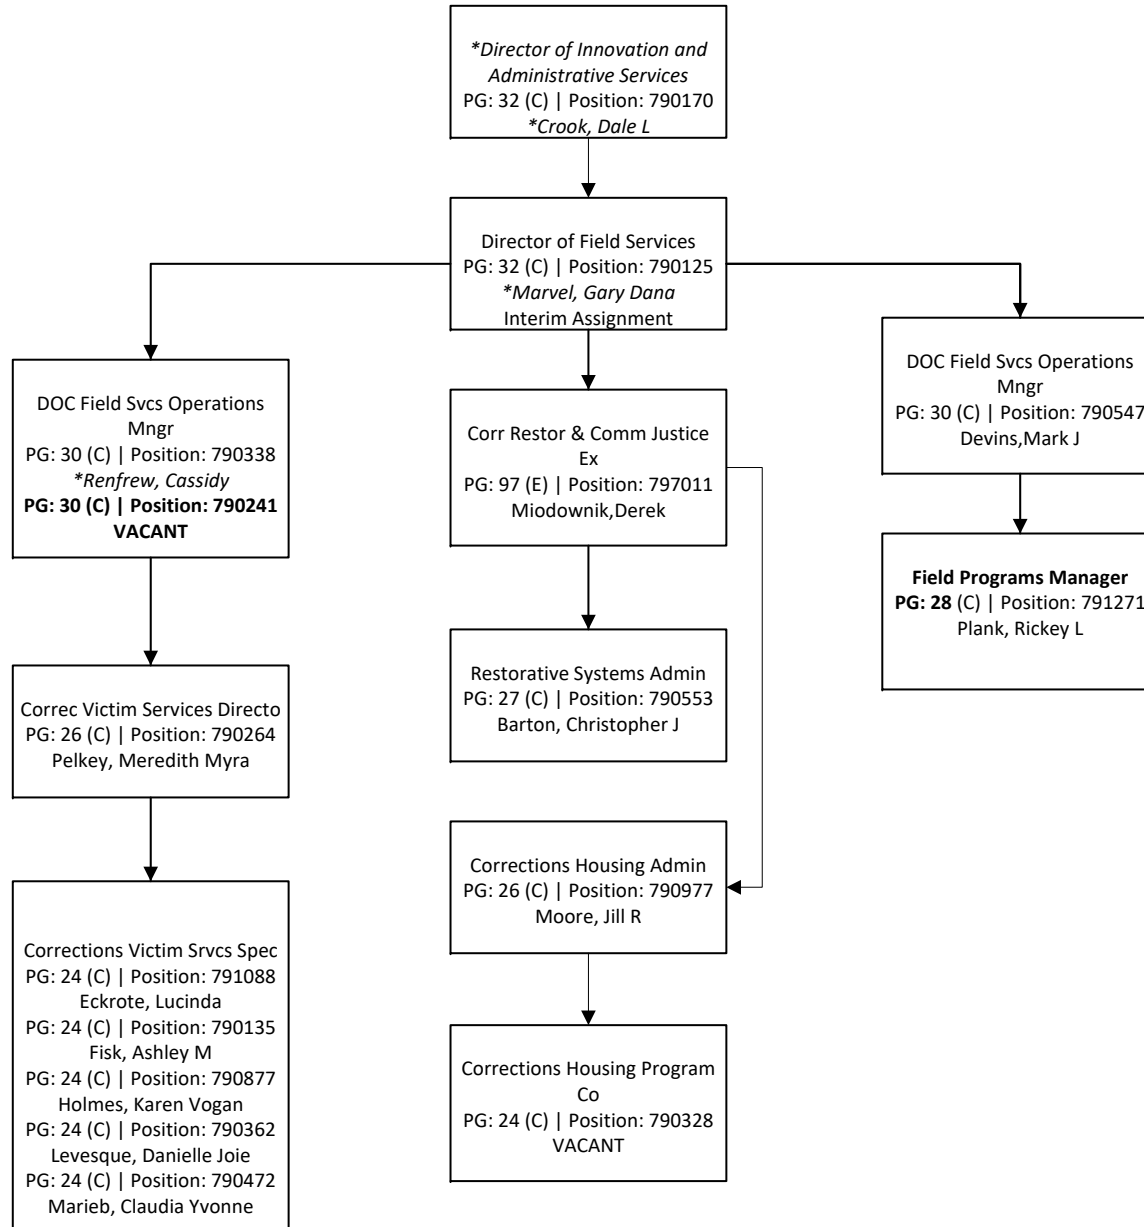 *Director of Innovation and
Administrative Services
PG: 32 (C) | Position: 790170
*Crook, Dale L
Director of Field Services
PG: 32 (C) | Position: 790125
*Marvel, Gary Dana
Interim Assignment
DOC Field Svcs Operations
Mngr
PG: 30 (C) | Position: 790338
*Renfrew, Cassidy
PG: 30 (C) | Position: 790241
VACANT
Correc Victim Services Directo
PG: 26 (C) | Position: 790264
Pelkey, Meredith Myra
Corrections Victim Srvcs Spec
PG: 24 (C) | Position: 791088
Eckrote, Lucinda
PG: 24 (C) | Position: 790135
Fisk, Ashley M
PG: 24 (C) | Position: 790877
Holmes, Karen Vogan
PG: 24 (C) | Position: 790362
Levesque, Danielle Joie
PG: 24 (C) | Position: 790472
Marieb, Claudia Yvonne
Corr Restor & Comm Justice
Ex
PG: 97 (E) | Position: 797011
Miodownik,Derek
Restorative Systems Admin
PG: 27 (C) | Position: 790553
Barton, Christopher J
Corrections Housing Admin
PG: 26 (C) | Position: 790977
Moore, Jill R
Corrections Housing Program
Co
PG: 24 (C) | Position: 790328
VACANT
DOC Field Svcs Operations
Mngr
PG: 30 (C) | Position: 790547
Devins,Mark J
Field Programs Manager
PG: 28 (C) | Position: 791271
Plank, Rickey L